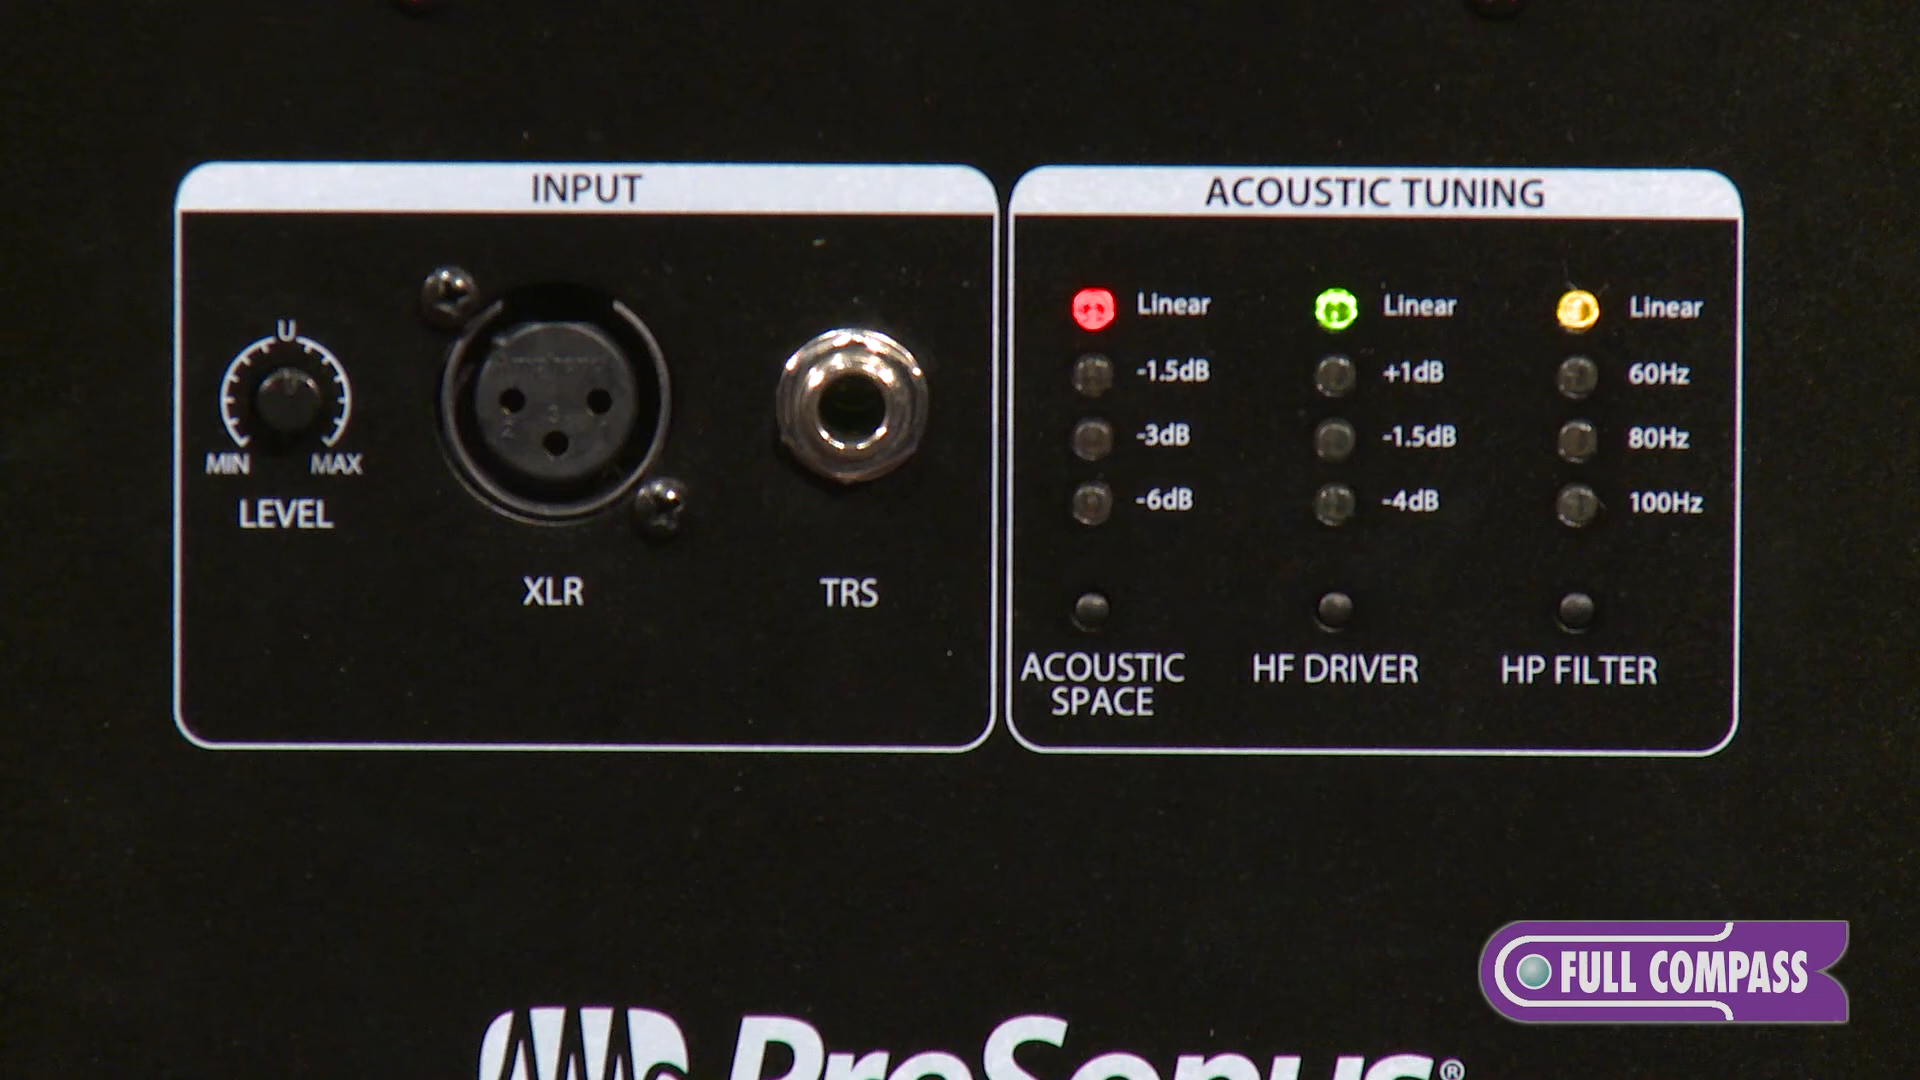 INPUT
U
MIN MAX
LEVEL
XLR
TRS
ACOUSTIC TUNING
Linear
-1.5dB
-3dB
-6dB
ACOUSTIC
SPACE
Linear
+1dB
-1.5dB
-4dB
HF DRIVER
Linear
60Hz
80Hz
100Hz
HP FILTER
FULL COMPASS
PreSonus®